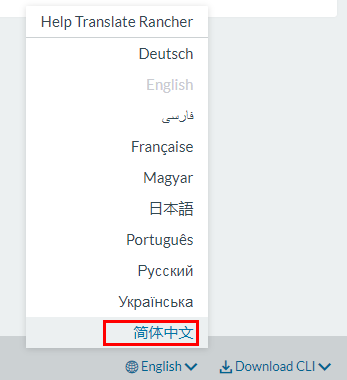 Help Translate Rancher
Deutsch
English
فارسی
Française
Magyar
日本語
Português
Русский
Українська
简体中文
English
Download CLI